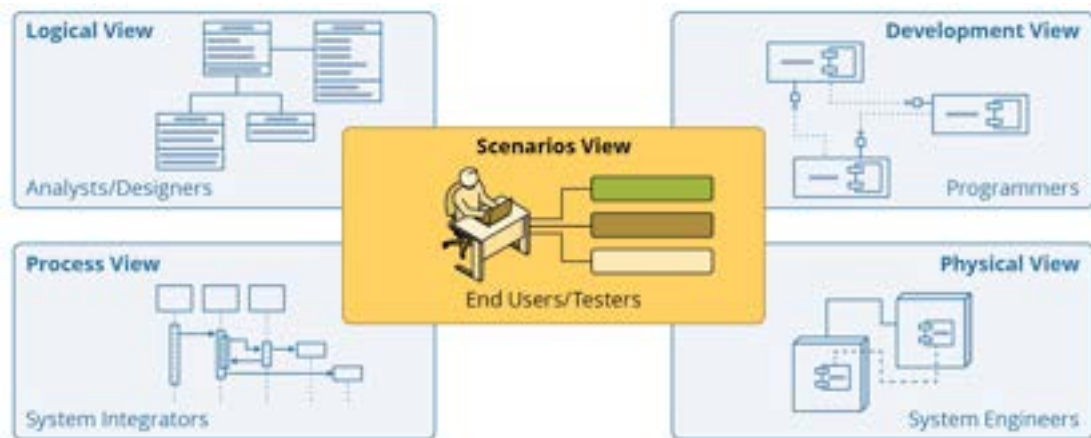 Logical View
Analysts/Designers
Development View
Programmers
Scenarios View
End Users/Testers
Process View
System Integrators
Physical View
System Engineers